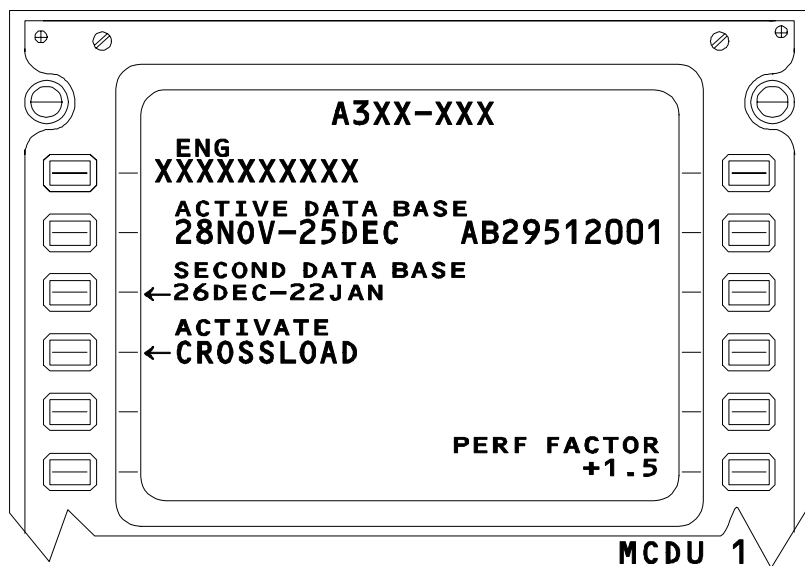 A3XX-XXX
ENG
XXXXXXXXXX
ACTIVE DATA BASE
28NOV-25DEC AB29512001
SECOND DATA BASE
←26DEC-22JAN
ACTIVATE
←CROSSLOAD
PERF FACTOR
+1.5
MCDU 1